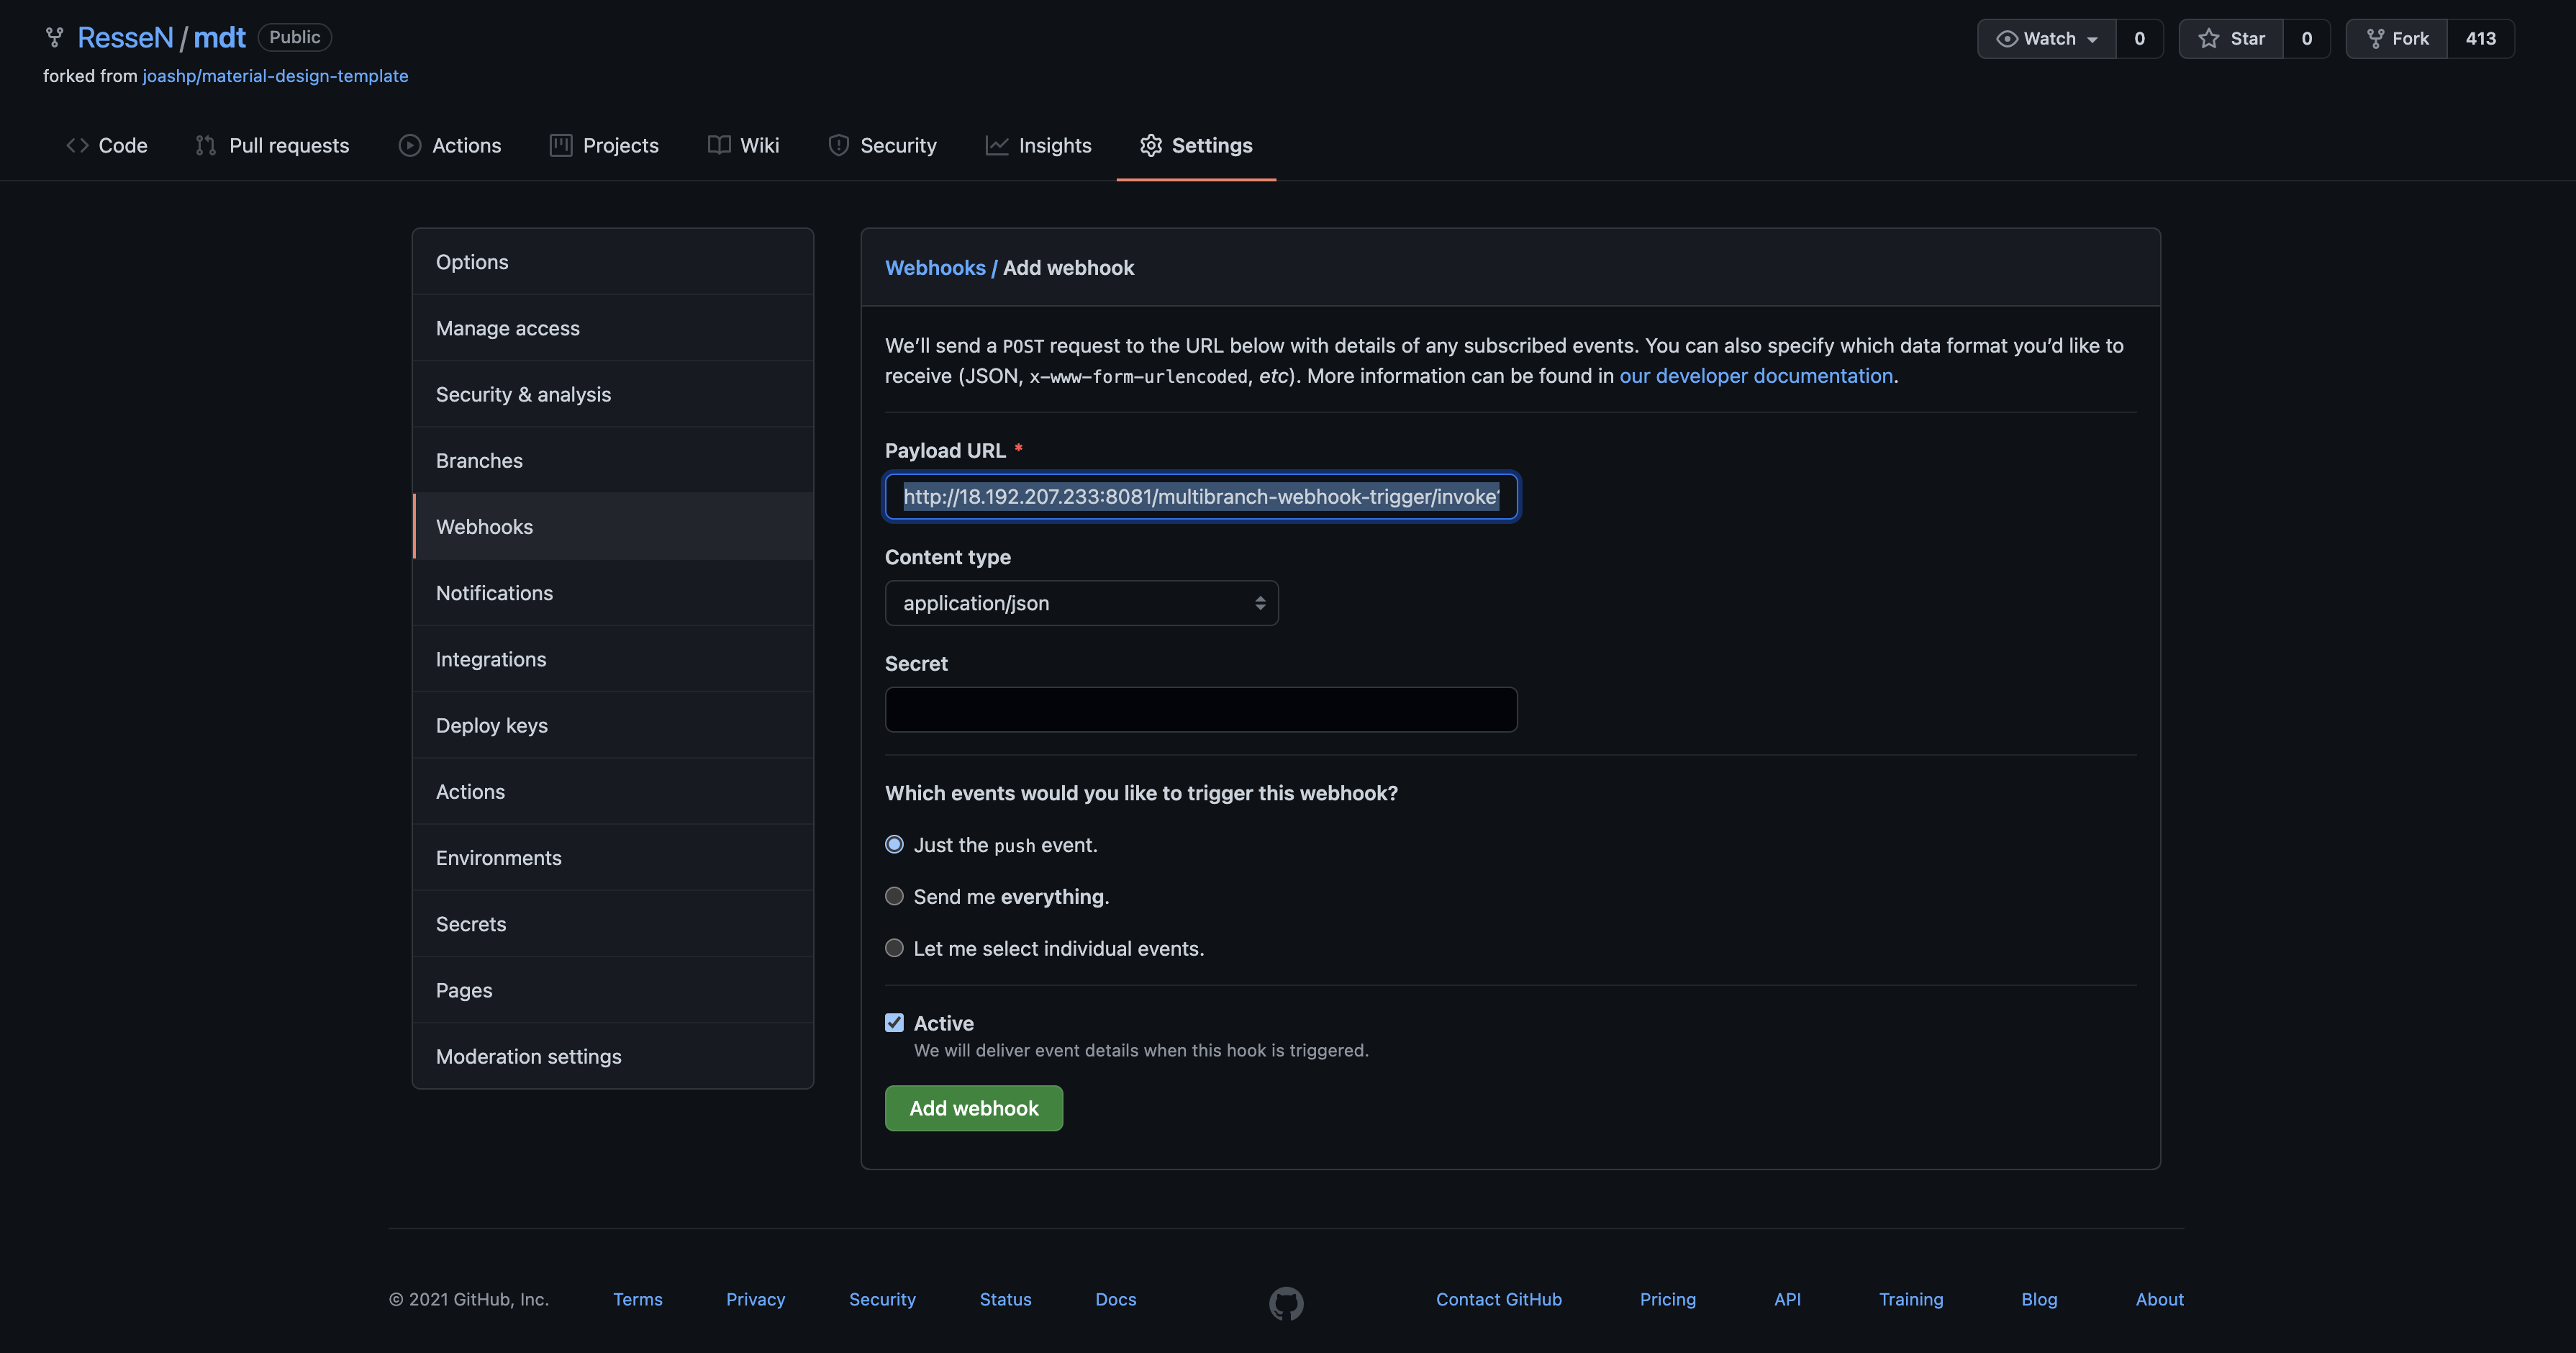 ResseN / mdt Public
Watch 0 Star 0 Fork 413
forked from joashp/material-design-template
Code Pull requests Actions Projects Wiki Security Insights Settings
Options
Manage access
Security & analysis
Branches
Webhooks
Notifications
Integrations
Deploy keys
Actions
Environments
Secrets
Pages
Moderation settings
Webhooks / Add webhook
We’ll send a POST request to the URL below with details of any subscribed events. You can also specify which data format you’d like to
receive (JSON, x-www-form-urlencoded, etc). More information can be found in our developer documentation.
Payload URL *
http://18.192.207.233:8081/multibranch-webhook-trigger/invoke
Content type
application/json
Secret
Which events would you like to trigger this webhook?
Just the push event.
Send me everything.
Let me select individual events.
Active
We will deliver event details when this hook is triggered.
Add webhook
© 2021 GitHub, Inc. Terms Privacy Security Status Docs Contact GitHub Pricing API Training Blog About